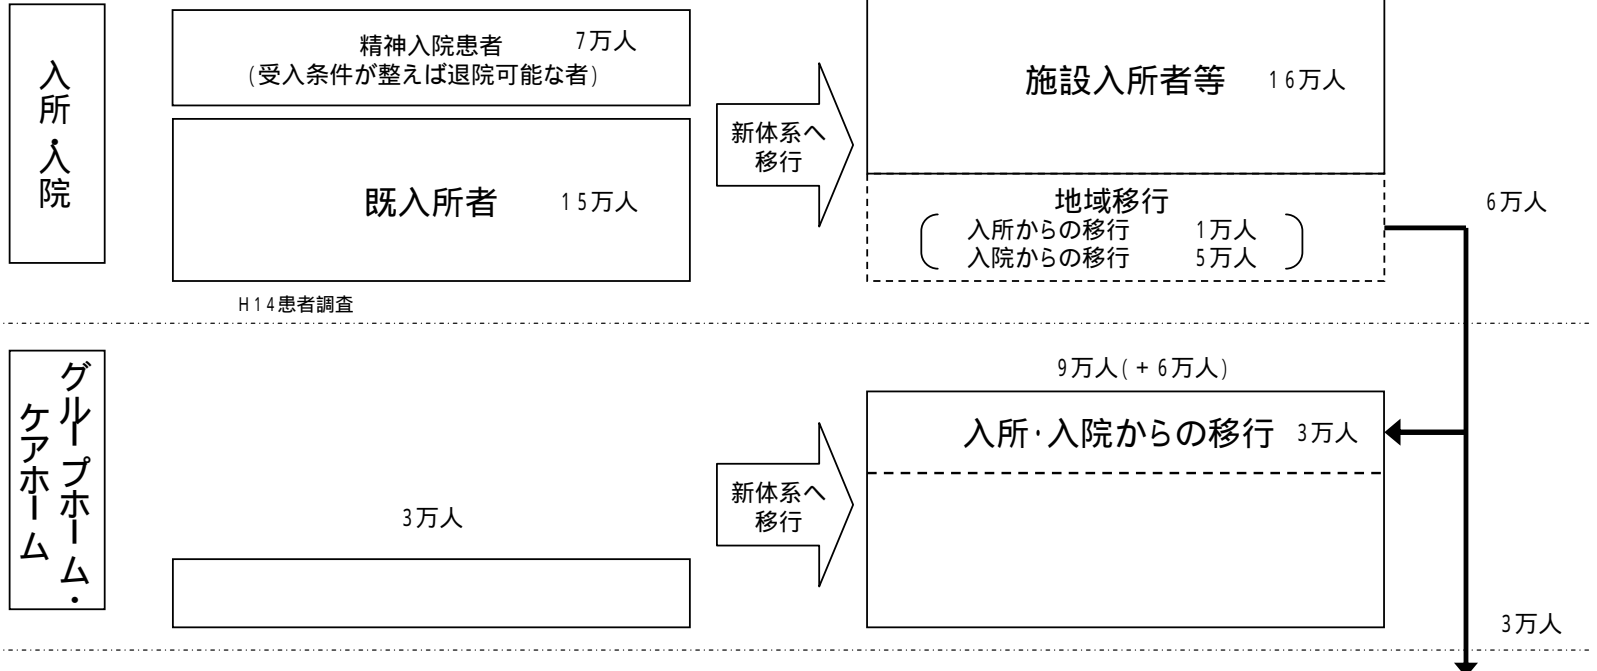 入所・入院
精神入院患者 7万人
(受入条件が整えば退院可能な者)
既入所者 15万人
H14患者調査
新体系へ
移行
施設入所者等 16万人
地域移行
入所からの移行 1万人
入院からの移行 5万人
6万人
グループホーム・
ケアホーム
3万人
新体系へ
移行
9万人(+6万人)
入所・入院からの移行 3万人
3万人